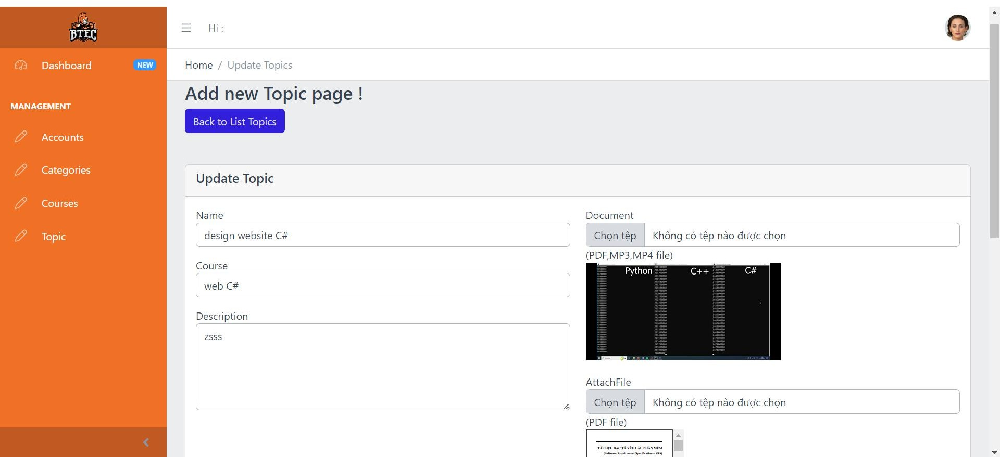 BTEC
Hi :
Dashboard
NEW
Home / Update Topics
Add new Topic page !
Back to List Topics
MANAGEMENT
Accounts
Categories
Courses
Topic
Update Topic
Name
design website C#
Course
web C#
Description
zsss
Document
Chọn tệp Không có tệp nào được chọn
(PDF,MP3,MP4 file)
Python C++ C#
AttachFile
Chọn tệp Không có tệp nào được chọn
(PDF file)
TÀI LIỆU ĐẶC TẢ YÊU CẦU PHẦN MỀM
(Software Requirement Specification – SRS)